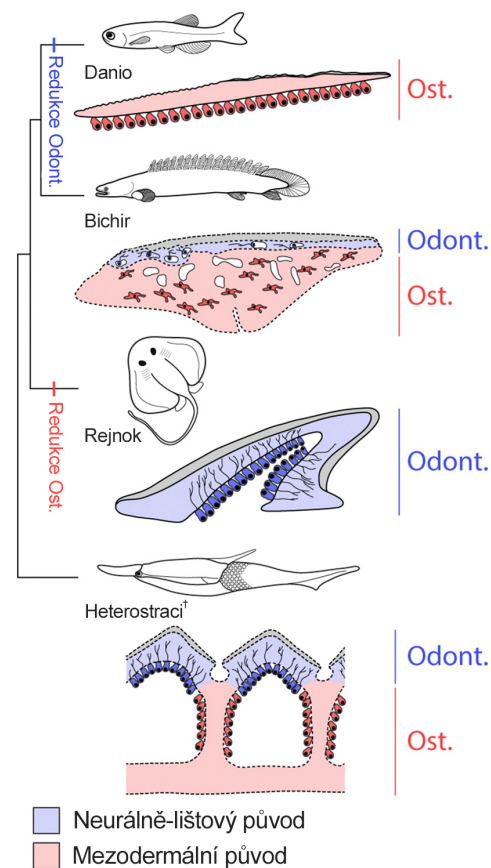 Redukce Odont.
Danio
Ost.
Bichir
Odont.
Ost.
Redukce Ost.
Rejnok
Odont.
Heterostraci†
Odont.
Ost.
Neurálně-lištový původ
Mezodermální původ